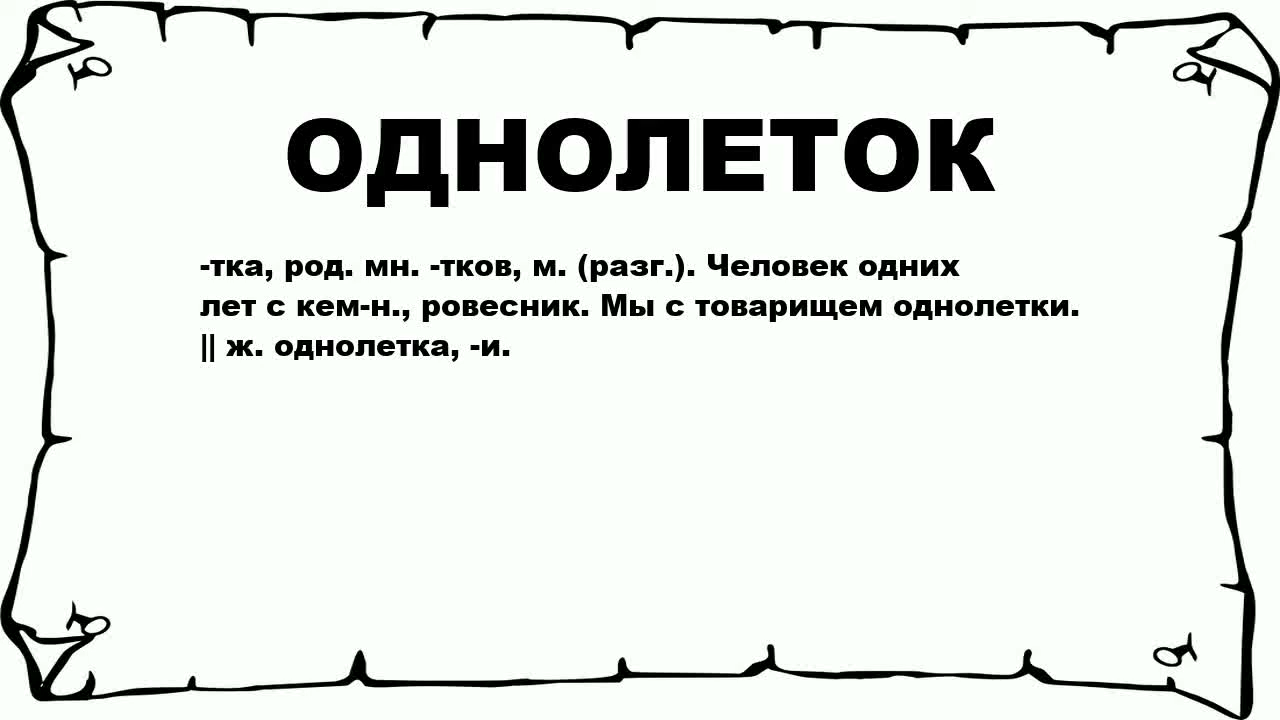 ОДНОЛЕТОК
-тка, род. мн. -тков, м. (разг.). Человек одних
лет с кем-н., ровесник. Мы с товарищем однолетки.
|| ж. однолетка, -и.